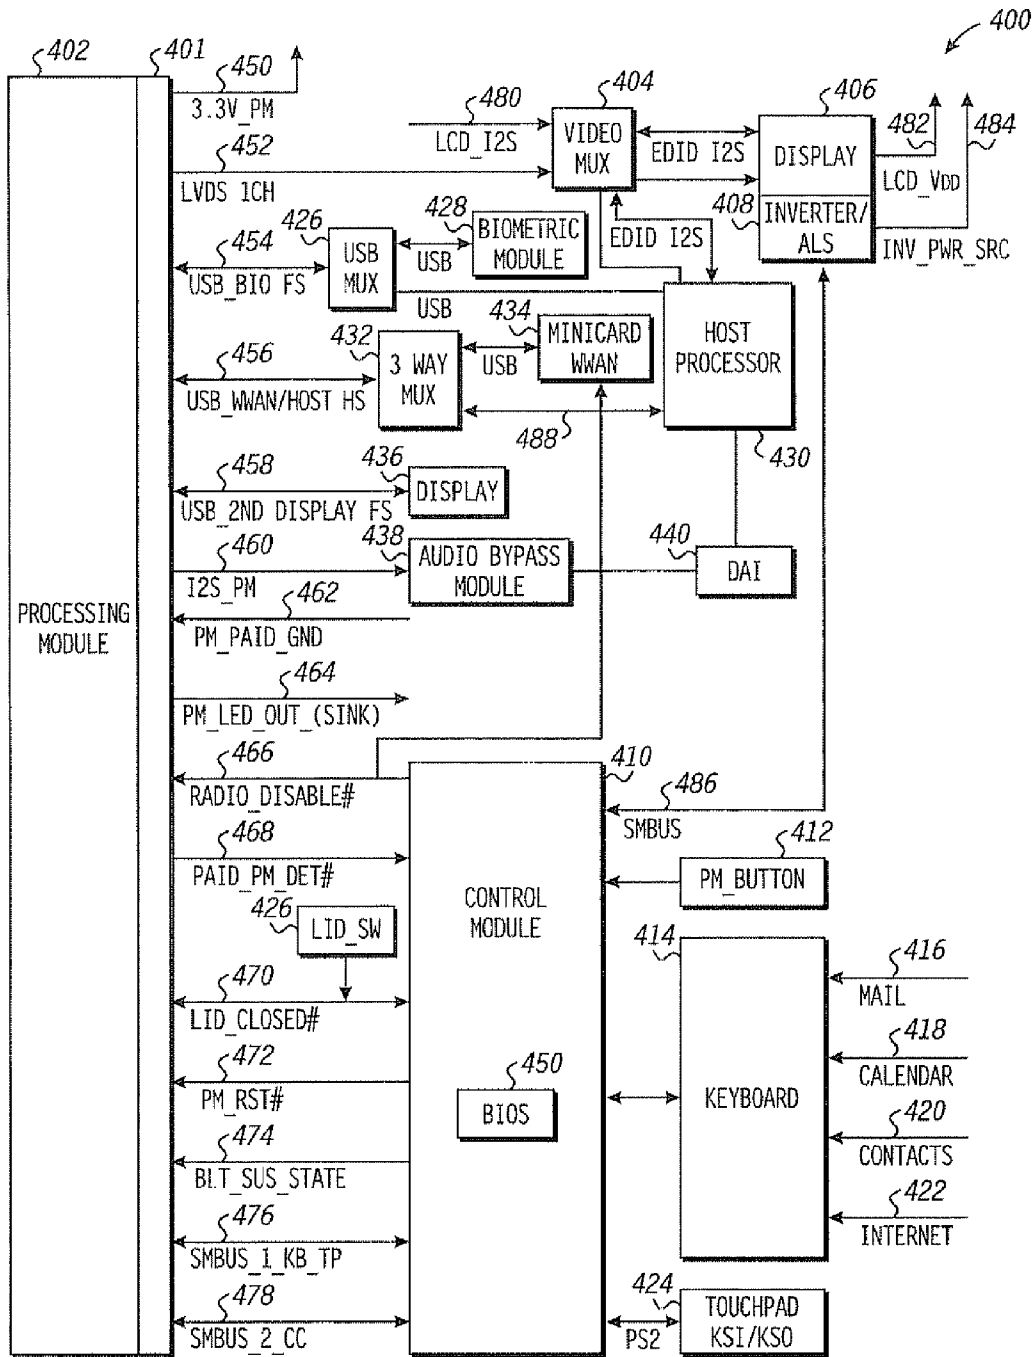 400
402
401
450
3.3V_PM
480
LCD_I2S
404
VIDEO
MUX
EDID I2S
406
DISPLAY
408
INVERTER/
ALS
482
484
LCD_VDD
INV_PWR_SRC
452
LVDS 1CH
426
USB
MUX
428
BIOMETRIC
MODULE
USB
EDID I2S
454
USB_BIO FS
USB
432
3 WAY
MUX
434
MINICARD
WWAN
USB
HOST
PROCESSOR
456
USB_WWAN/HOST HS
488
430
458
USB_2ND DISPLAY FS
436
DISPLAY
460
I2S_PM
438
AUDIO BYPASS
MODULE
440
DAI
PROCESSING
MODULE
462
PM_PAID_GND
464
PM_LED_OUT_(SINK)
466
RADIO_DISABLE#
410
486
SMBUS
468
PAID_PM_DET#
412
PM_BUTTON
CONTROL
MODULE
426
LID_SW
414
KEYBOARD
416
MAIL
470
LID_CLOSED#
418
CALENDAR
472
PM_RST#
450
BIOS
420
CONTACTS
474
BLT_SUS_STATE
422
INTERNET
476
SMBUS_1_KB_TP
478
SMBUS_2_CC
424
TOUCHPAD
KSI/KSO
PS2